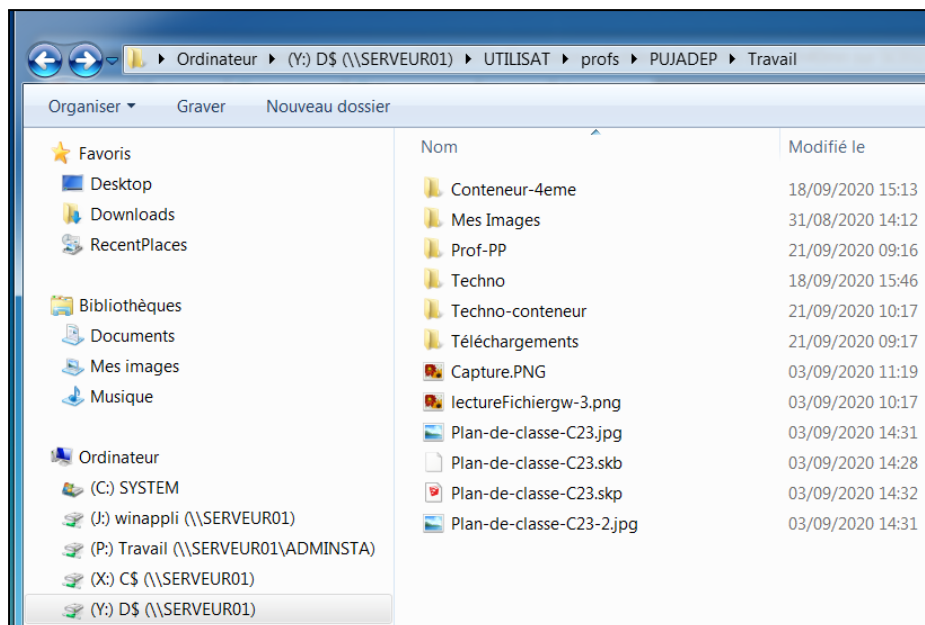 Ordinateur ▸ (Y:) D$ (\\SERVEUR01) ▸ UTILISAT ▸ profs ▸ PUJADEP ▸ Travail
Organiser Graver Nouveau dossier
Favoris
Desktop
Downloads
RecentPlaces
Bibliothèques
Documents
Mes images
Musique
Ordinateur
(C:) SYSTEM
(J:) winappli (\\SERVEUR01)
(P:) Travail (\\SERVEUR01\ADMINSTA)
(X:) C$ (\\SERVEUR01)
(Y:) D$ (\\SERVEUR01)
Nom Modifié le
Conteneur-4eme 18/09/2020 15:13
Mes Images 31/08/2020 14:12
Prof-PP 21/09/2020 09:16
Techno 18/09/2020 15:46
Techno-conteneur 21/09/2020 10:17
Téléchargements 21/09/2020 09:17
Capture.PNG 03/09/2020 11:19
lectureFichiergw-3.png 03/09/2020 10:17
Plan-de-classe-C23.jpg 03/09/2020 14:31
Plan-de-classe-C23.skb 03/09/2020 14:28
Plan-de-classe-C23.skp 03/09/2020 14:32
Plan-de-classe-C23-2.jpg 03/09/2020 14:31